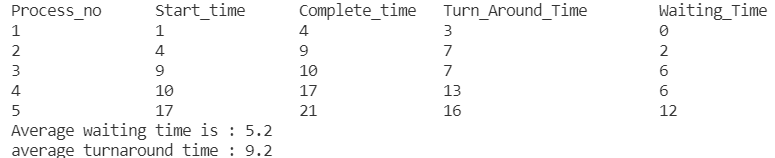 Process_no Start_time Complete_time Turn_Around_Time Waiting_Time
1 1 4 3 0
2 4 9 7 2
3 9 10 7 6
4 10 17 13 6
5 17 21 16 12
Average waiting time is : 5.2
average turnaround time : 9.2